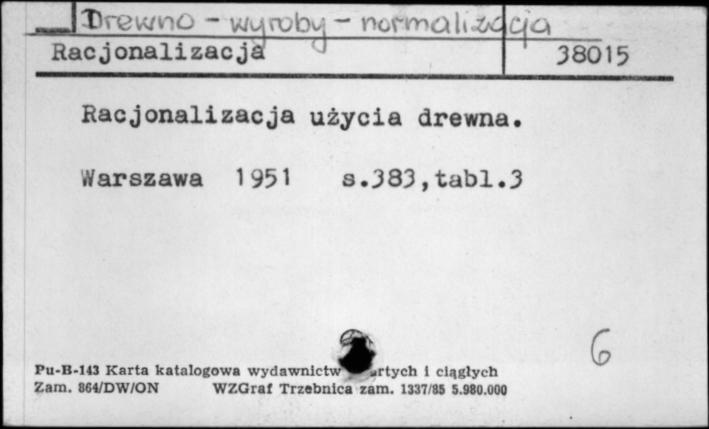 Drewno - wyroby - normalizacja
Racjonalizacja 38015
Racjonalizacja użycia drewna.
Warszawa 1951 s.383,tabl.3
6
Pu-B-143 Karta katalogowa wydawnictw i ciągłych
Zam. 864/DW/ON WZGraf Trzebnica zam. 1337/85 5.980.000